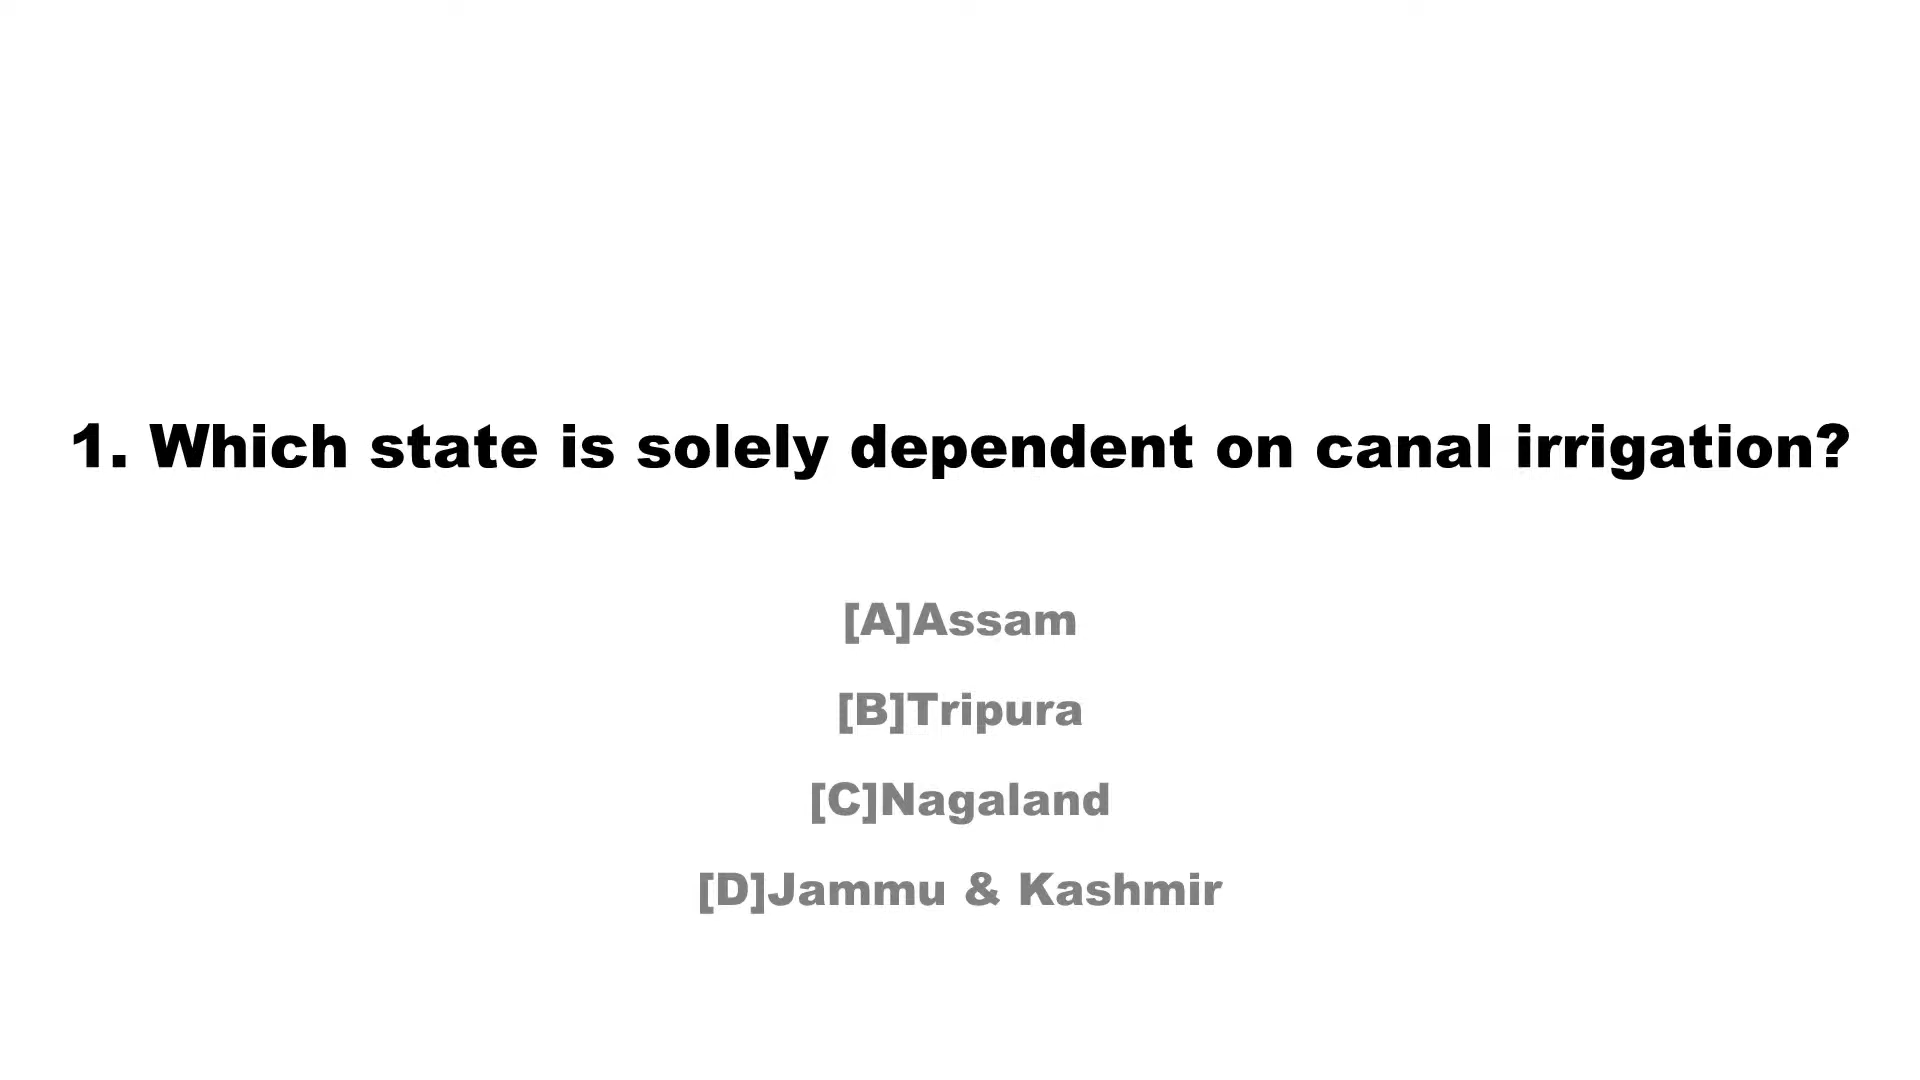 1. Which state is solely dependent on canal irrigation?
[A]Assam
[B]Tripura
[C]Nagaland
[D]Jammu & Kashmir